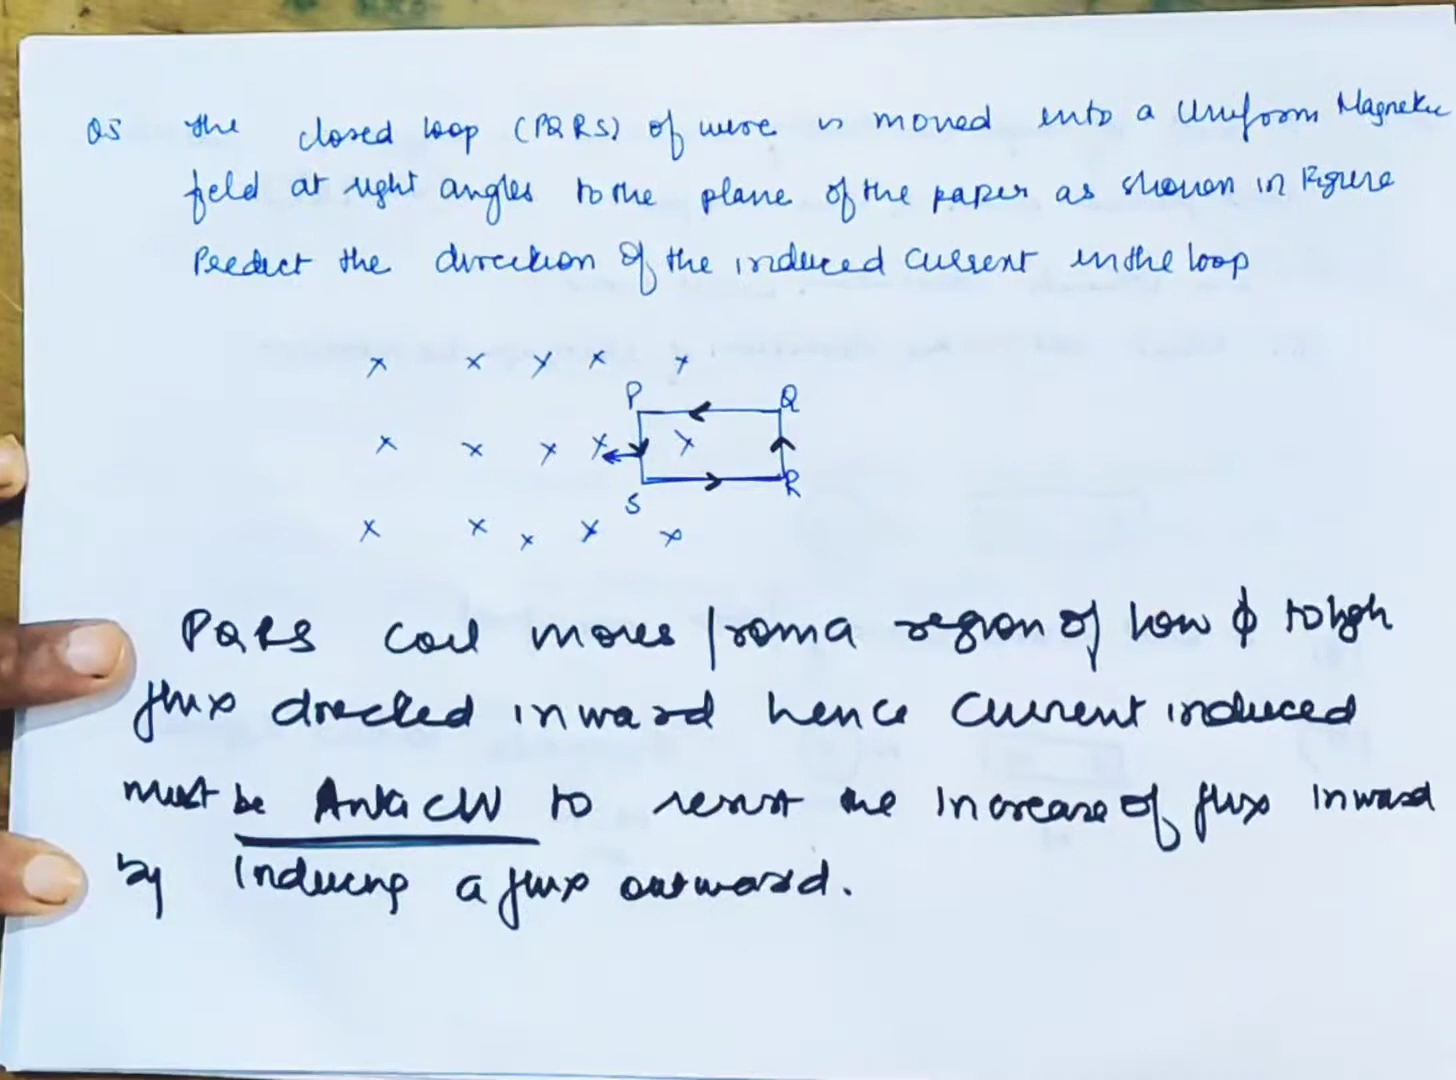 Q5 The closed loop (PQRS) of wire is moved into a Uniform Magnetic
field at right angles to the plane of the paper as shown in Figure
Predict the direction of the induced current in the loop
x x x x x
P Q
x x x x x
S R
x x x x x
PQRS coil moves from a region of low ϕ to high
flux directed inward hence current induced
must be Anti CW to resist the increase of flux inward
by inducing a flux outward.